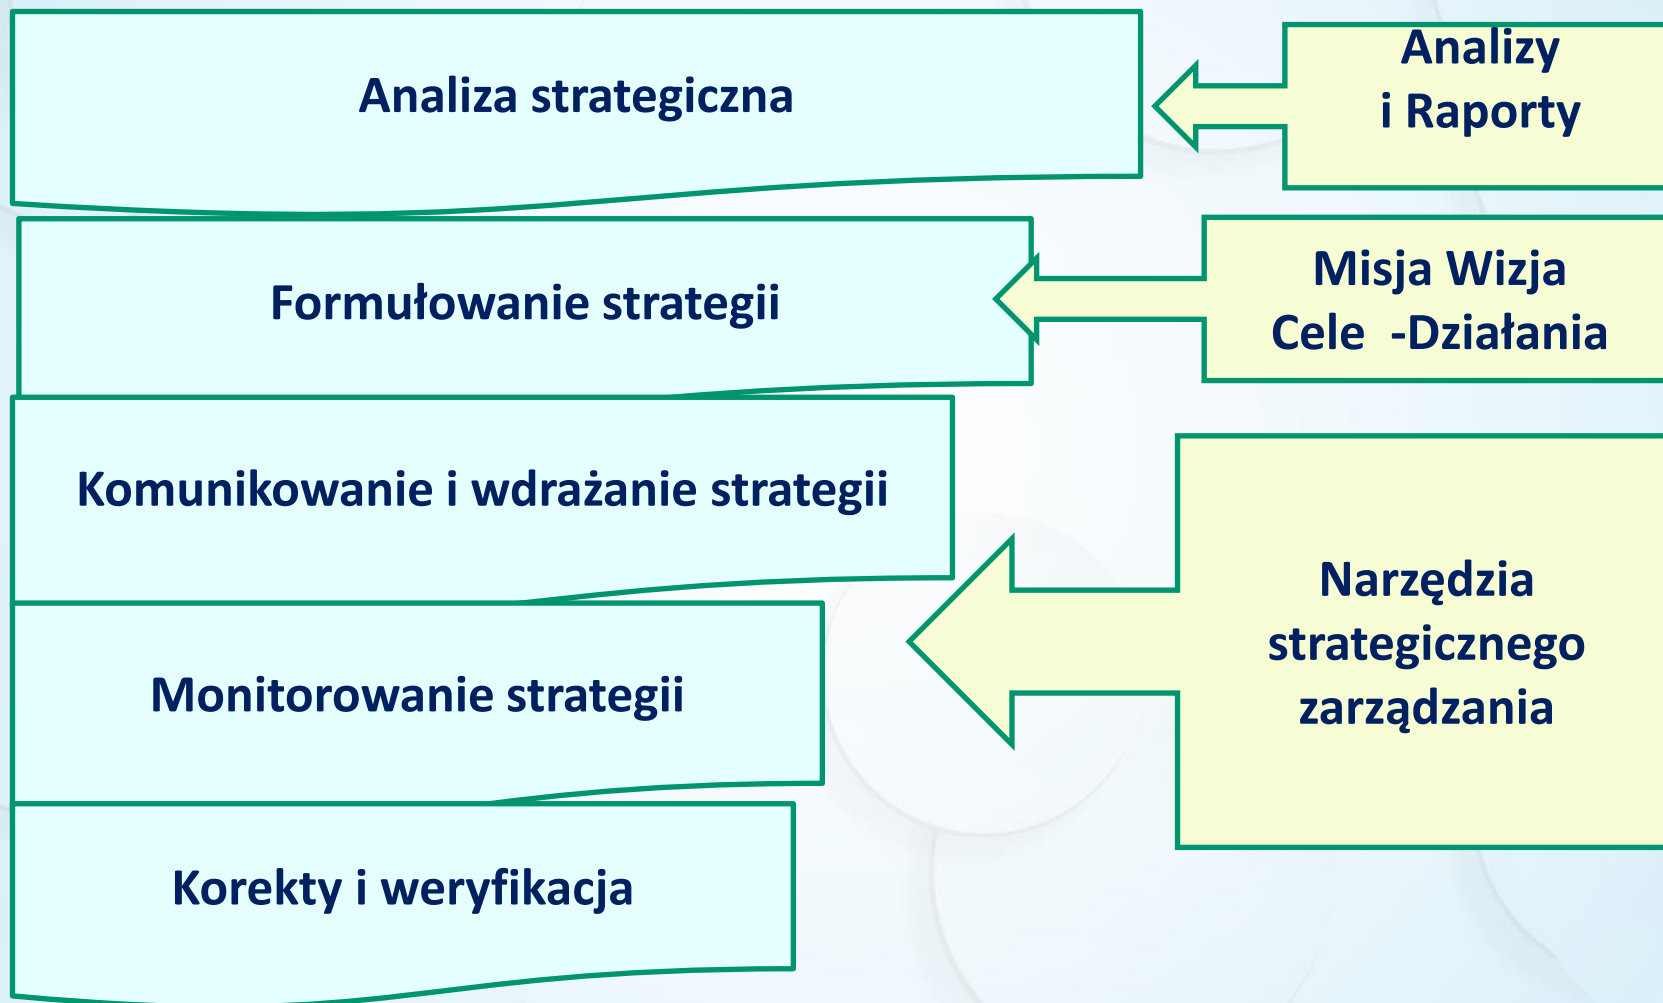 Analiza strategiczna
Analizy
i Raporty
Formułowanie strategii
Misja Wizja
Cele  -Działania
Komunikowanie i wdrażanie strategii
Narzędzia
strategicznego
zarządzania
Monitorowanie strategii
Korekty i weryfikacja